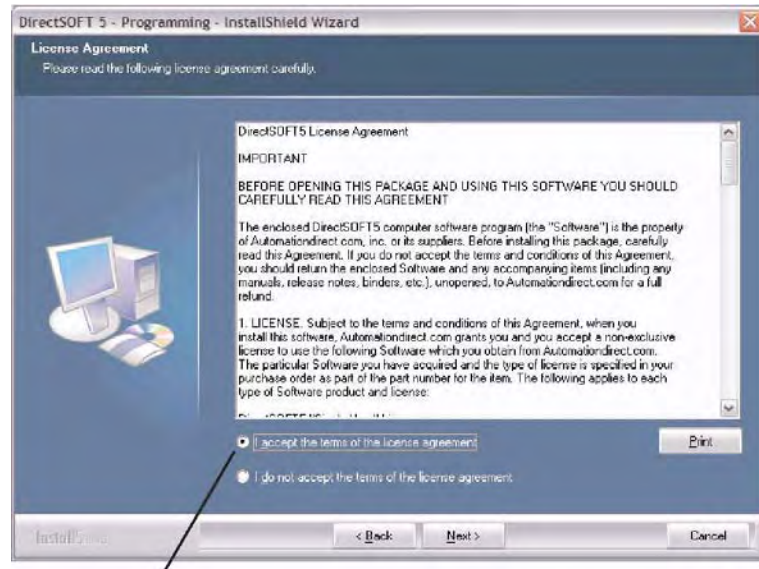 DirectSOFT 5 - Programming - InstallShield Wizard
License Agreement
Please read the following license agreement carefully.
DirectSOFT5 License Agreement
IMPORTANT
BEFORE OPENING THIS PACKAGE AND USING THIS SOFTWARE YOU SHOULD
CAREFULLY READ THIS AGREEMENT
The enclosed DirectSOFT5 computer software program (the "Software") is the property
of Automationdirect.com, inc. or its suppliers. Before installing this package, carefully
read this Agreement. If you do not accept the terms and conditions of this Agreement,
you should return the enclosed Software and any accompanying items (including any
manuals, release notes, binders, etc.), unopened, to Automationdirect.com for a full
refund.
1. LICENSE. Subject to the terms and conditions of this Agreement, when you
install this software, Automationdirect.com grants you and you accept a non-exclusive
license to use the following Software which you obtain from Automationdirect.com.
The particular Software you have acquired and the type of license is specified in your
purchase order as part of the part number for the item. The following applies to each
type of Software product and license:
I accept the terms of the license agreement
Print
I do not accept the terms of the license agreement
< Back
Next >
Cancel